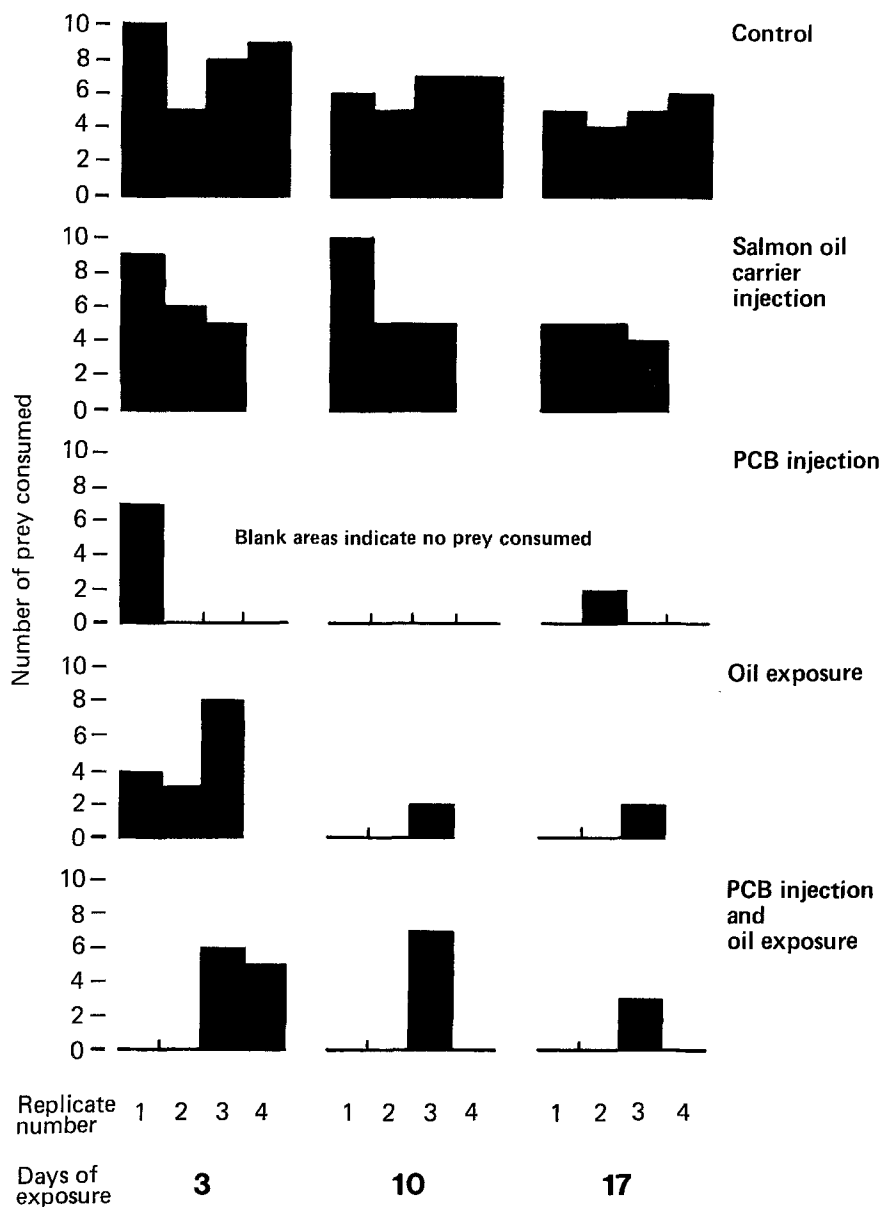 Number of prey consumed
10
8
6
4
2
0
Control
10
8
6
4
2
0
Salmon oil
carrier
injection
10
8
6
4
2
0
PCB injection
Blank areas indicate no prey consumed
10
8
6
4
2
0
Oil exposure
10
8
6
4
2
0
PCB injection
and
oil exposure
Replicate
number
1 2 3 4 1 2 3 4 1 2 3 4
Days of
exposure
3 10 17